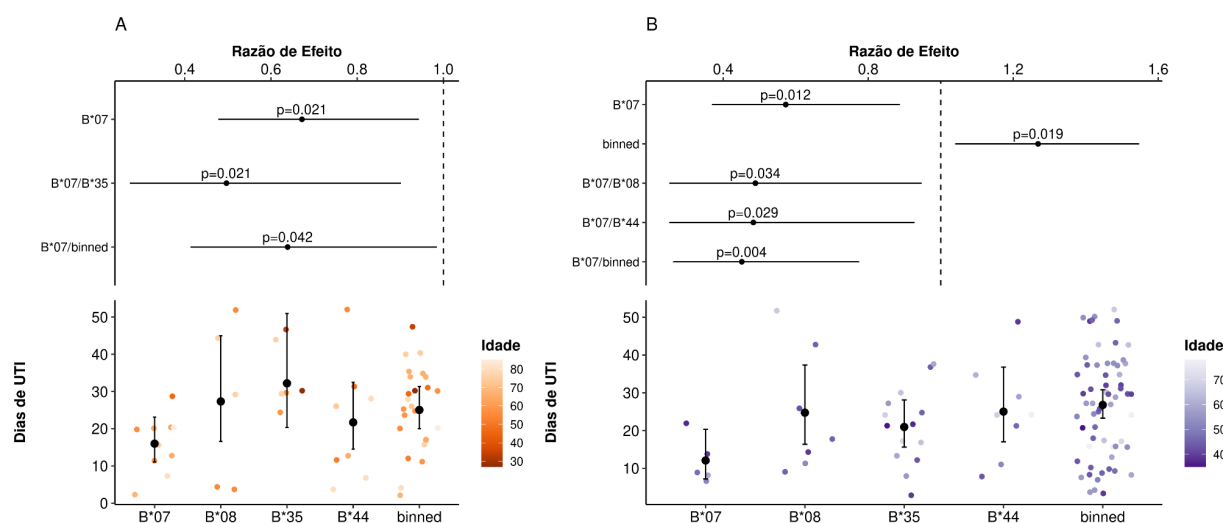 A
Razão de Efeito
0.4 0.6 0.8 1.0
B*07
p=0.021
B*07/B*35
p=0.021
B*07/binned
p=0.042
Dias de UTI
50
40
30
20
10
0
B*07 B*08 B*35 B*44 binned
Idade
80
70
60
50
40
30
B
Razão de Efeito
0.4 0.8 1.2 1.6
B*07
p=0.012
binned
p=0.019
B*07/B*08
p=0.034
B*07/B*44
p=0.029
B*07/binned
p=0.004
Dias de UTI
50
40
30
20
10
B*07 B*08 B*35 B*44 binned
Idade